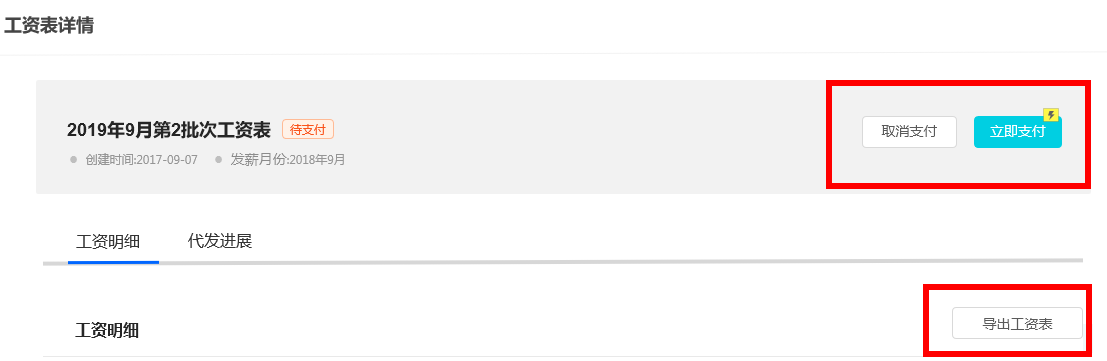 工资表详情
2019年9月第2批次工资表 待支付 取消支付 立即支付
创建时间:2017-09-07 发薪月份:2018年9月
工资明细 代发进展
工资明细 导出工资表